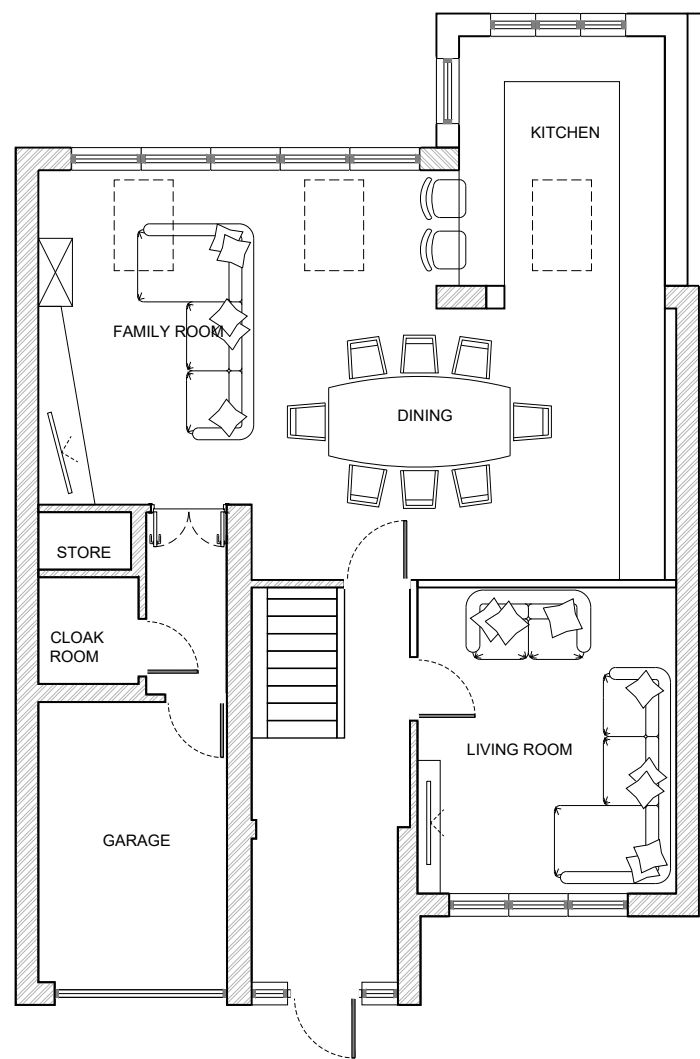 KITCHEN
FAMILY ROOM
DINING
STORE
CLOAK
ROOM
LIVING ROOM
GARAGE